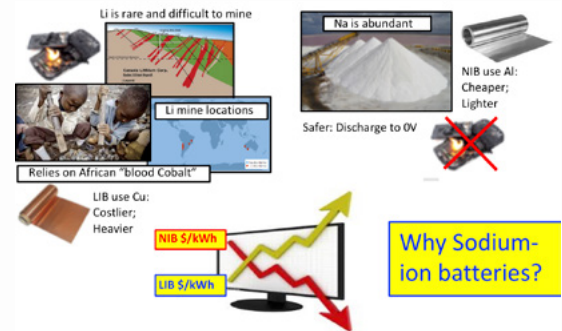 Li is rare and difficult to mine
Li mine locations
Relies on African "blood Cobalt"
LIB use Cu:
Costlier;
Heavier
Na is abundant
NIB use Al:
Cheaper;
Lighter
Safer: Discharge to 0V
NIB $/kWh
LIB $/kWh
Why Sodium-
ion batteries?